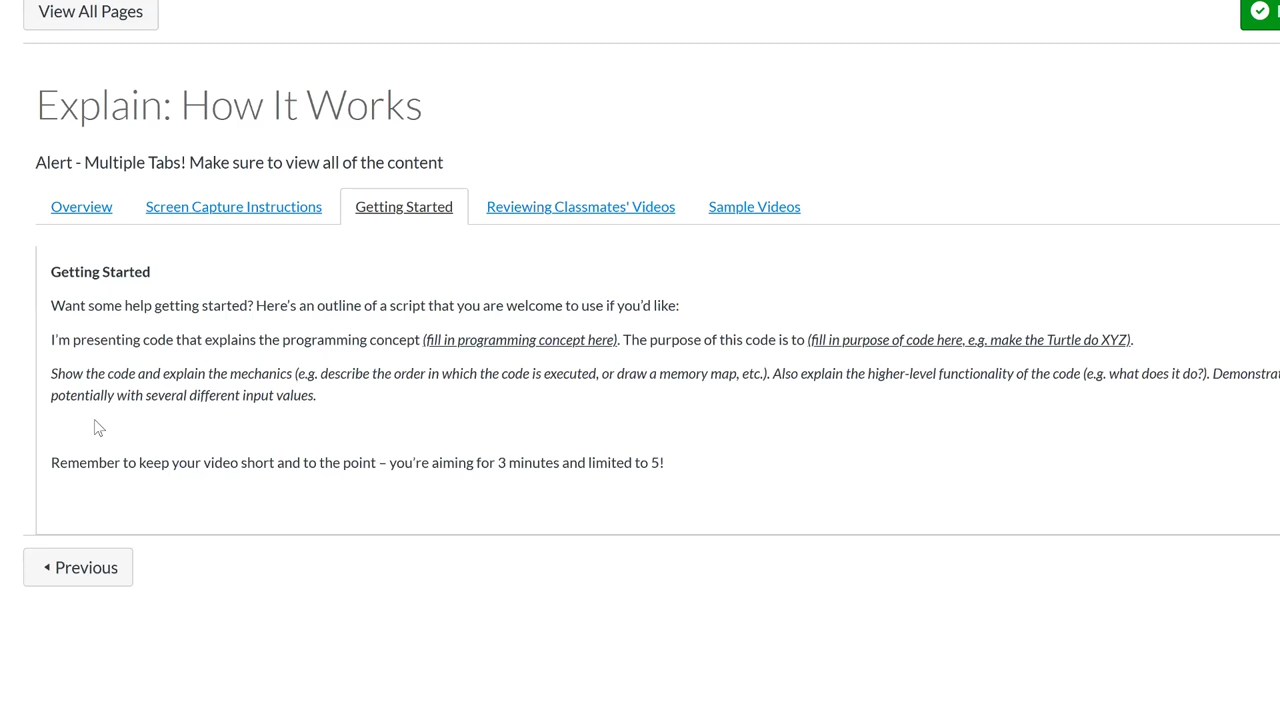 View All Pages
Explain: How It Works
Alert - Multiple Tabs! Make sure to view all of the content
Overview Screen Capture Instructions Getting Started Reviewing Classmates' Videos Sample Videos
Getting Started
Want some help getting started? Here’s an outline of a script that you are welcome to use if you’d like:
I’m presenting code that explains the programming concept (fill in programming concept here). The purpose of this code is to (fill in purpose of code here, e.g. make the Turtle do XYZ).
Show the code and explain the mechanics (e.g. describe the order in which the code is executed, or draw a memory map, etc.). Also explain the higher-level functionality of the code (e.g. what does it do?).
potentially with several different input values.
Remember to keep your video short and to the point – you’re aiming for 3 minutes and limited to 5!
Previous